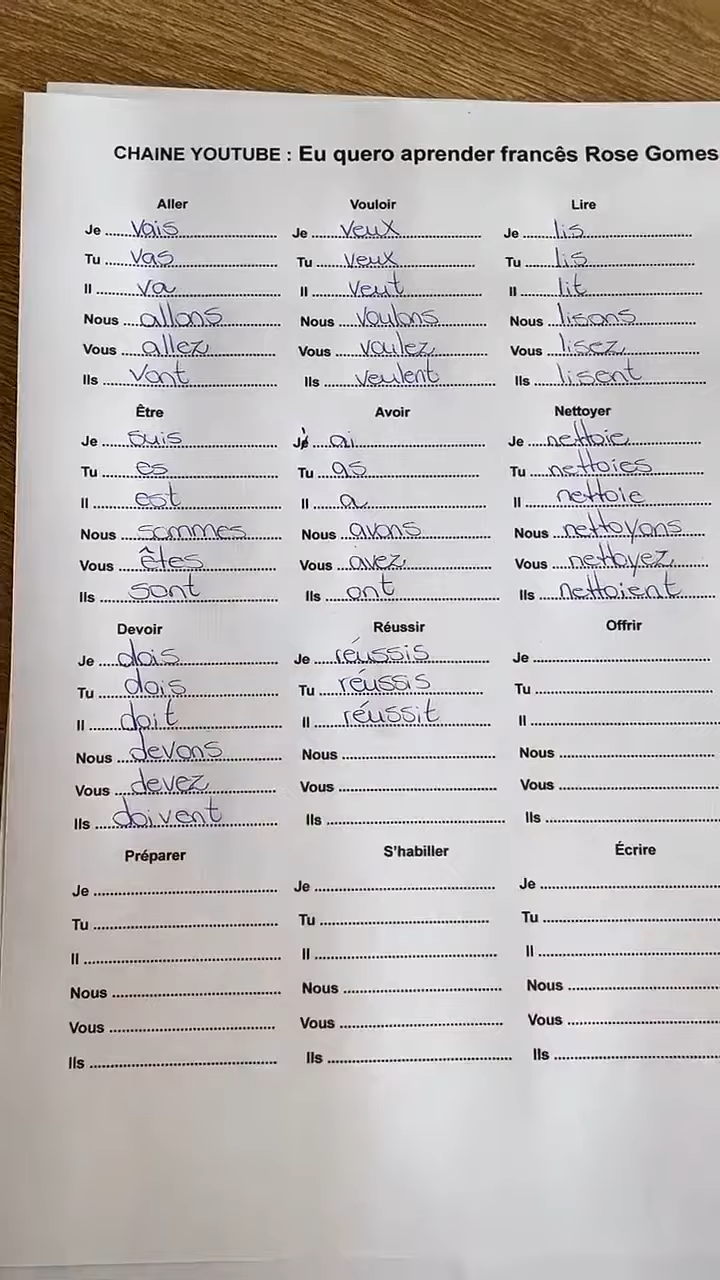 CHAINE YOUTUBE : Eu quero aprender francês Rose Gomes
Aller Vouloir Lire
Je vais Je veux Je lis
Tu vas Tu veux Tu lis
Il va Il veut Il lit
Nous allons Nous voulons Nous lisons
Vous allez Vous voulez Vous lisez
Ils vont Ils veulent Ils lisent
Être Avoir Nettoyer
Je suis J' ai Je nettoie
Tu es Tu as Tu nettoies
Il est Il a Il nettoie
Nous sommes Nous avons Nous nettoyons
Vous êtes Vous avez Vous nettoyez
Ils sont Ils ont Ils nettoient
Devoir Réussir Offrir
Je dois Je réussis Je
Tu dois Tu réussis Tu
Il doit Il réussit Il
Nous devons Nous Nous
Vous devez Vous Vous
Ils doivent Ils Ils
Préparer S'habiller Écrire
Je Je Je
Tu Tu Tu
Il Il Il
Nous Nous Nous
Vous Vous Vous
Ils Ils Ils